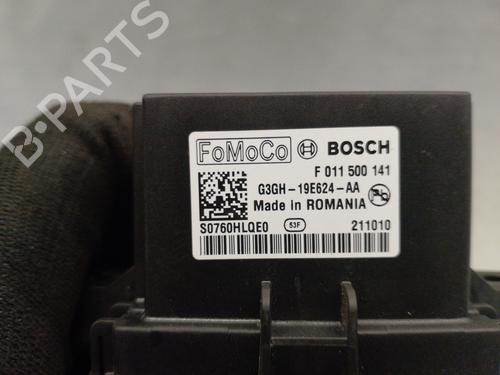 FoMoCo BOSCH
F 011 500 141
G3GH-19E624-AA
Made in ROMANIA
S0760HLQE0 53F 211010
B-PARTS